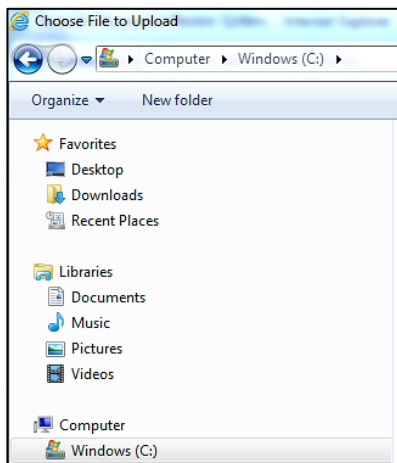 Choose File to Upload
Computer Windows (C:)
Organize New folder
Favorites
Desktop
Downloads
Recent Places
Libraries
Documents
Music
Pictures
Videos
Computer
Windows (C:)